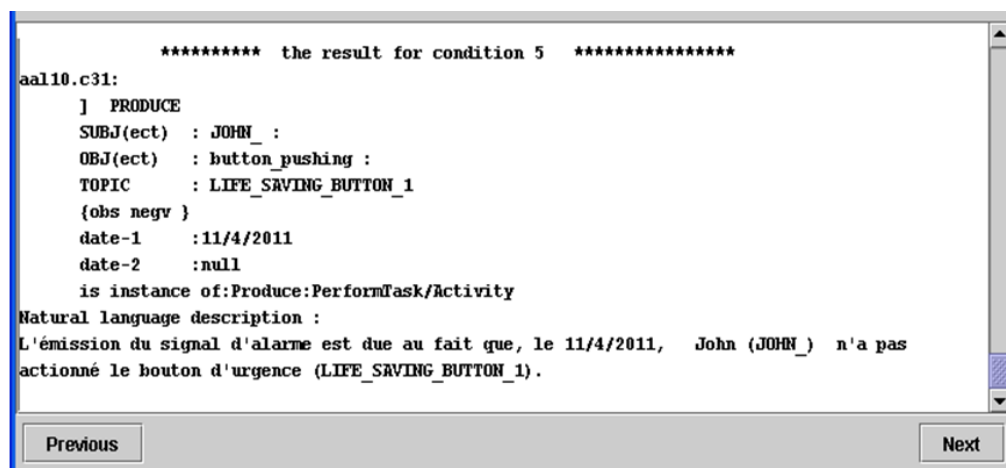 ********** the result for condition 5 ****************
aal10.c31:
] PRODUCE
SUBJ(ect) : JOHN_ :
OBJ(ect) : button_pushing :
TOPIC : LIFE_SAVING_BUTTON_1
{obs negv }
date-1 :11/4/2011
date-2 :null
is instance of:Produce:PerformTask/Activity
Natural language description :
L'émission du signal d'alarme est due au fait que, le 11/4/2011, John (JOHN_) n'a pas
actionné le bouton d'urgence (LIFE_SAVING_BUTTON_1).
Previous Next